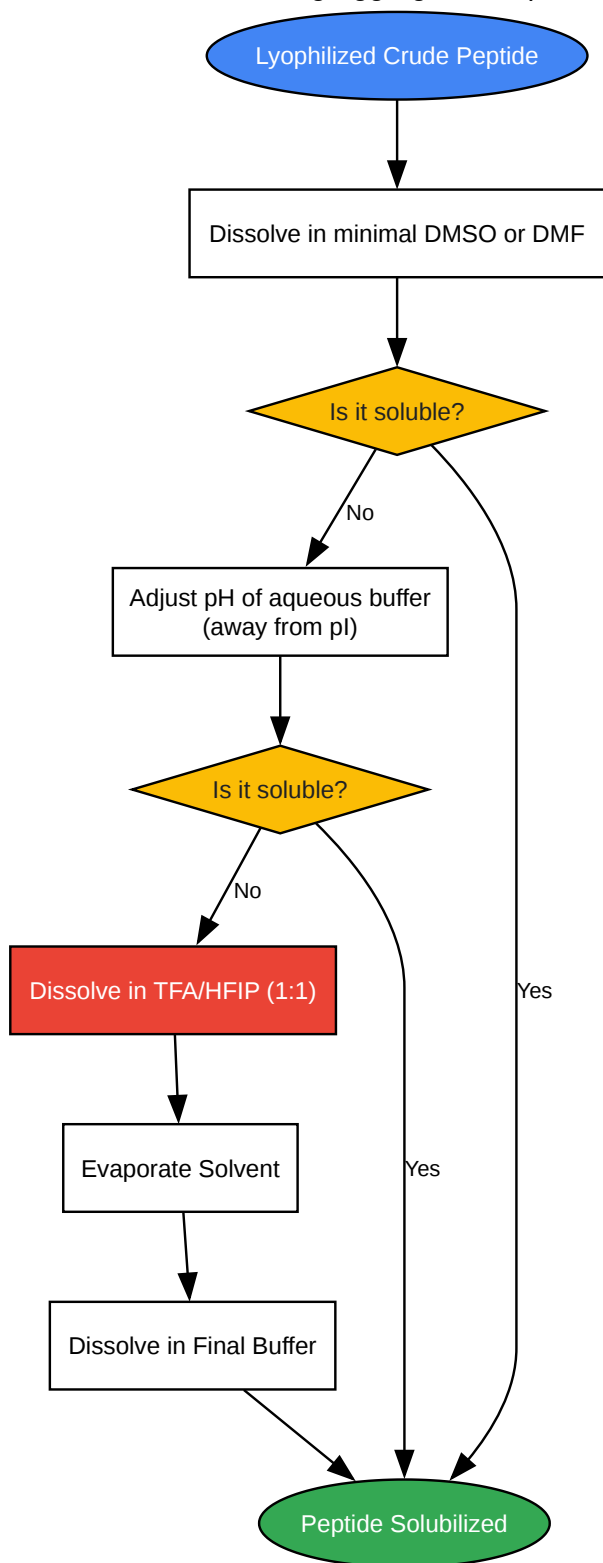 Lyophilized Crude Peptide
Dissolve in minimal DMSO or DMF
Is it soluble?
No
Adjust pH of aqueous buffer
(away from pI)
Is it soluble?
No
Dissolve in TFA/HFIP (1:1)
Yes
Evaporate Solvent
Yes
Dissolve in Final Buffer
Peptide Solubilized